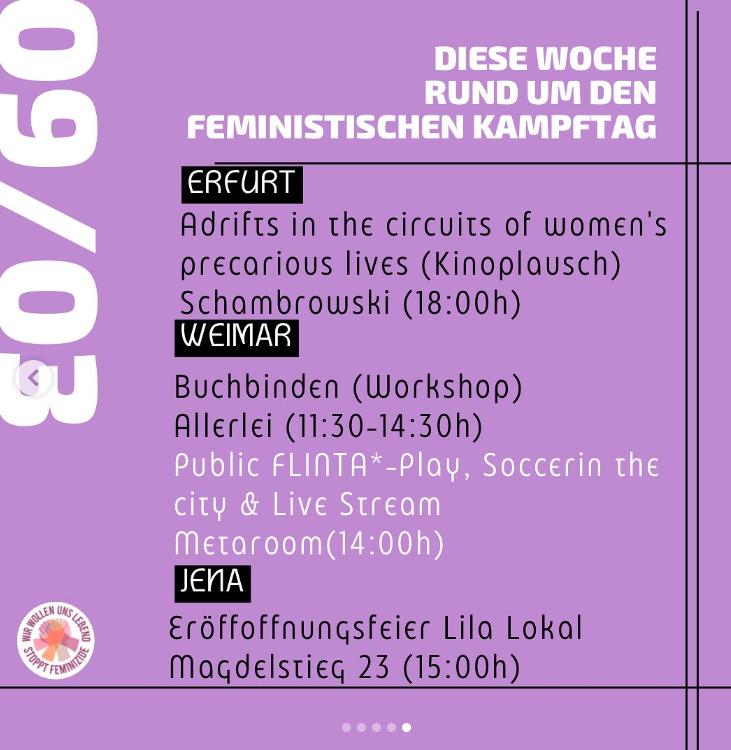 09/03
DIESE WOCHE
RUND UM DEN
FEMINISTISCHEN KAMPFTAG
ERFURT
Adrifts in the circuits of women's
precarious lives (Kinoplausch)
Schambrowski (18:00h)
WEIMAR
Buchbinden (Workshop)
Allerlei (11:30-14:30h)
Public FLINTA*-Play, Soccerin the
city & Live Stream
Metaroom(14:00h)
JENA
Eröffoffnungsfeier Lila Lokal
Magdelstieg 23 (15:00h)
WIR WOLLEN UNS LEBEND
STOPPT FEMINIZIDE